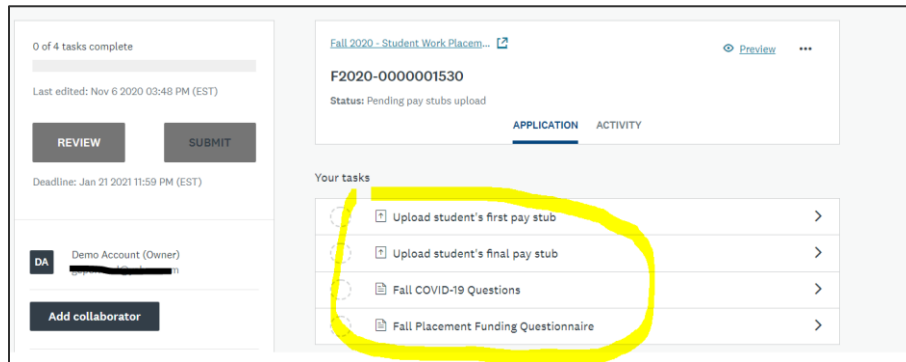 0 of 4 tasks complete
Last edited: Nov 6 2020 03:48 PM (EST)
REVIEW
SUBMIT
Deadline: Jan 21 2021 11:59 PM (EST)
DA
Demo Account (Owner)
Add collaborator
Fall 2020 - Student Work Placem...
Preview
F2020-0000001530
Status: Pending pay stubs upload
APPLICATION
ACTIVITY
Your tasks
Upload student's first pay stub
Upload student's final pay stub
Fall COVID-19 Questions
Fall Placement Funding Questionnaire